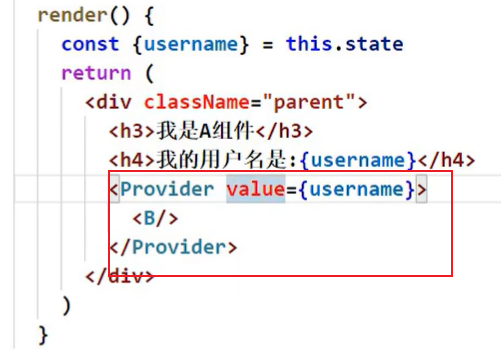 render() {
const {username} = this.state
return (
<div className="parent">
<h3>我是A组件</h3>
<h4>我的用户名是:{username}</h4>
<Provider value={username}>
<B/>
</Provider>
</div>
)
}